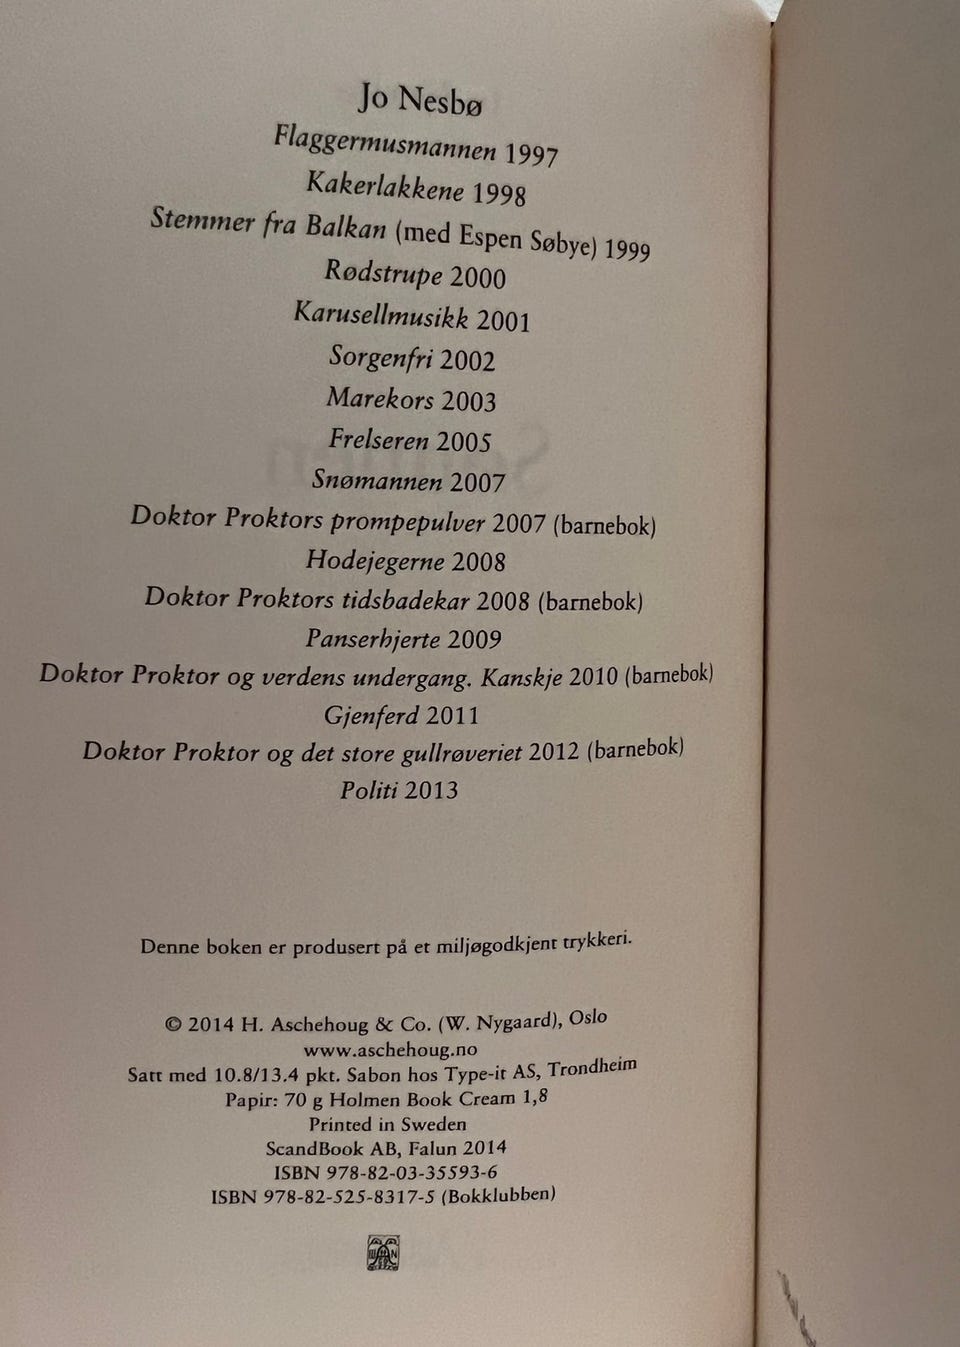 Jo Nesbø
Flaggermusmannen 1997
Kakerlakkene 1998
Stemmer fra Balkan (med Espen Søbye) 1999
Rødstrupe 2000
Karusellmusikk 2001
Sorgenfri 2002
Marekors 2003
Frelseren 2005
Snømannen 2007
Doktor Proktors prompepulver 2007 (barnebok)
Hodejegerne 2008
Doktor Proktors tidsbadekar 2008 (barnebok)
Panserhjerte 2009
Doktor Proktor og verdens undergang. Kanskje 2010 (barnebok)
Gjenferd 2011
Doktor Proktor og det store gullrøveriet 2012 (barnebok)
Politi 2013
Denne boken er produsert på et miljøgodkjent trykkeri.
© 2014 H. Aschehoug & Co. (W. Nygaard), Oslo
www.aschehoug.no
Satt med 10.8/13.4 pkt. Sabon hos Type-it AS, Trondheim
Papir: 70 g Holmen Book Cream 1,8
Printed in Sweden
ScandBook AB, Falun 2014
ISBN 978-82-03-35593-6
ISBN 978-82-525-8317-5 (Bokklubben)